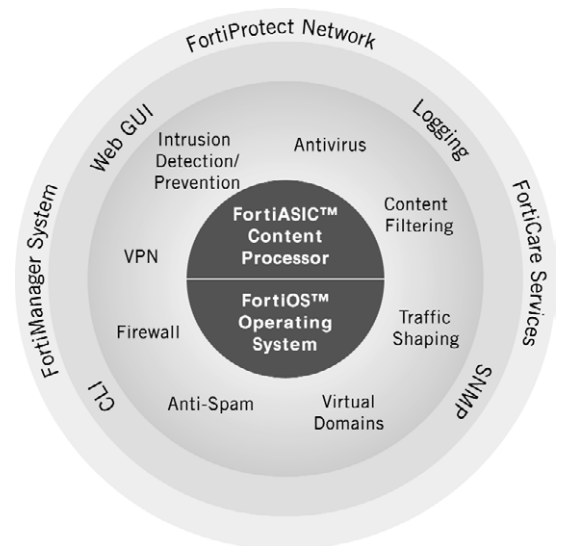 FortiProtect Network
FortiManager System
FortiCare Services
Web GUI
Logging
CLI
SNMP
Intrusion
Detection/
Prevention
Antivirus
Content
Filtering
VPN
Firewall
Traffic
Shaping
Anti-Spam
Virtual
Domains
FortiASIC™
Content
Processor
FortiOS™
Operating
System